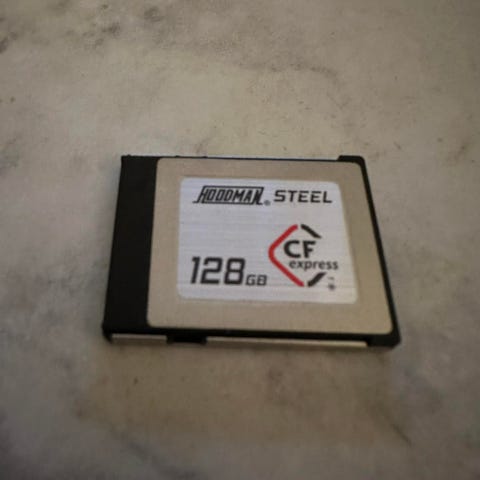 HOODMAN® STEEL
128GB
CF
express